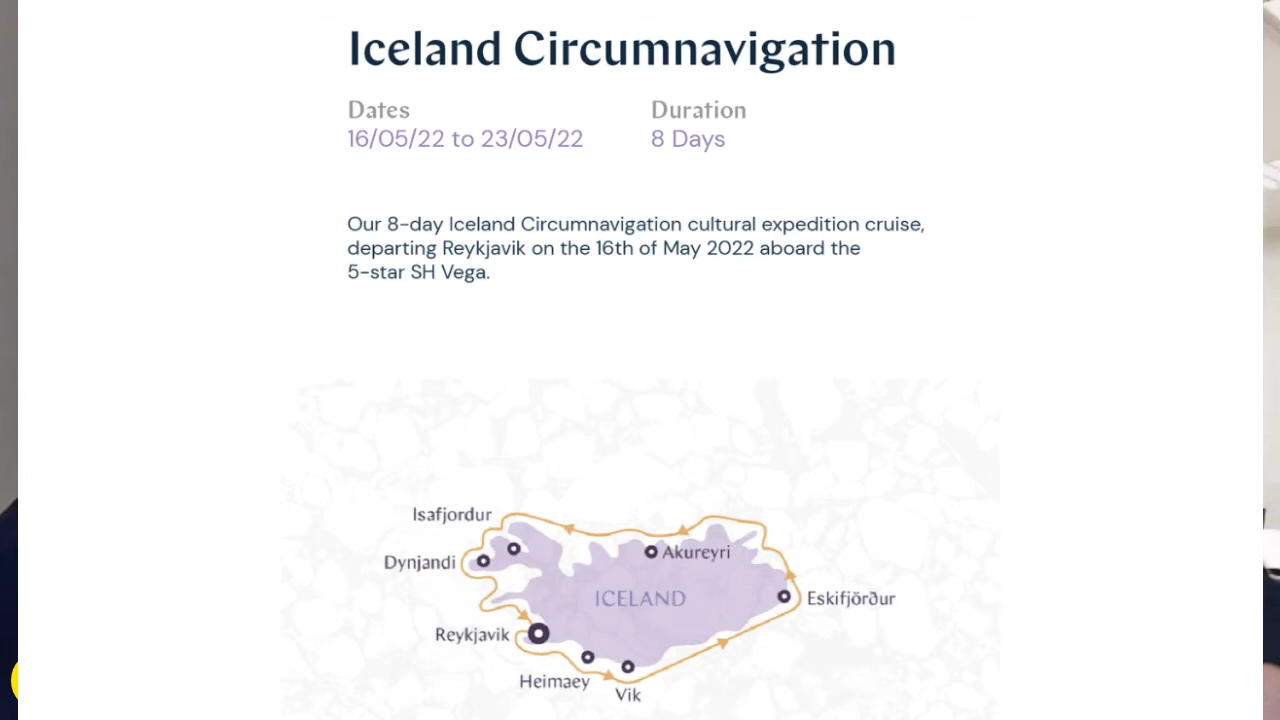 Iceland Circumnavigation
Dates
16/05/22 to 23/05/22
Duration
8 Days
Our 8-day Iceland Circumnavigation cultural expedition cruise,
departing Reykjavik on the 16th of May 2022 aboard the
5-star SH Vega.
Isafjordur
Dynjandi
Akureyri
ICELAND
Eskifjörður
Reykjavik
Heimaey
Vik